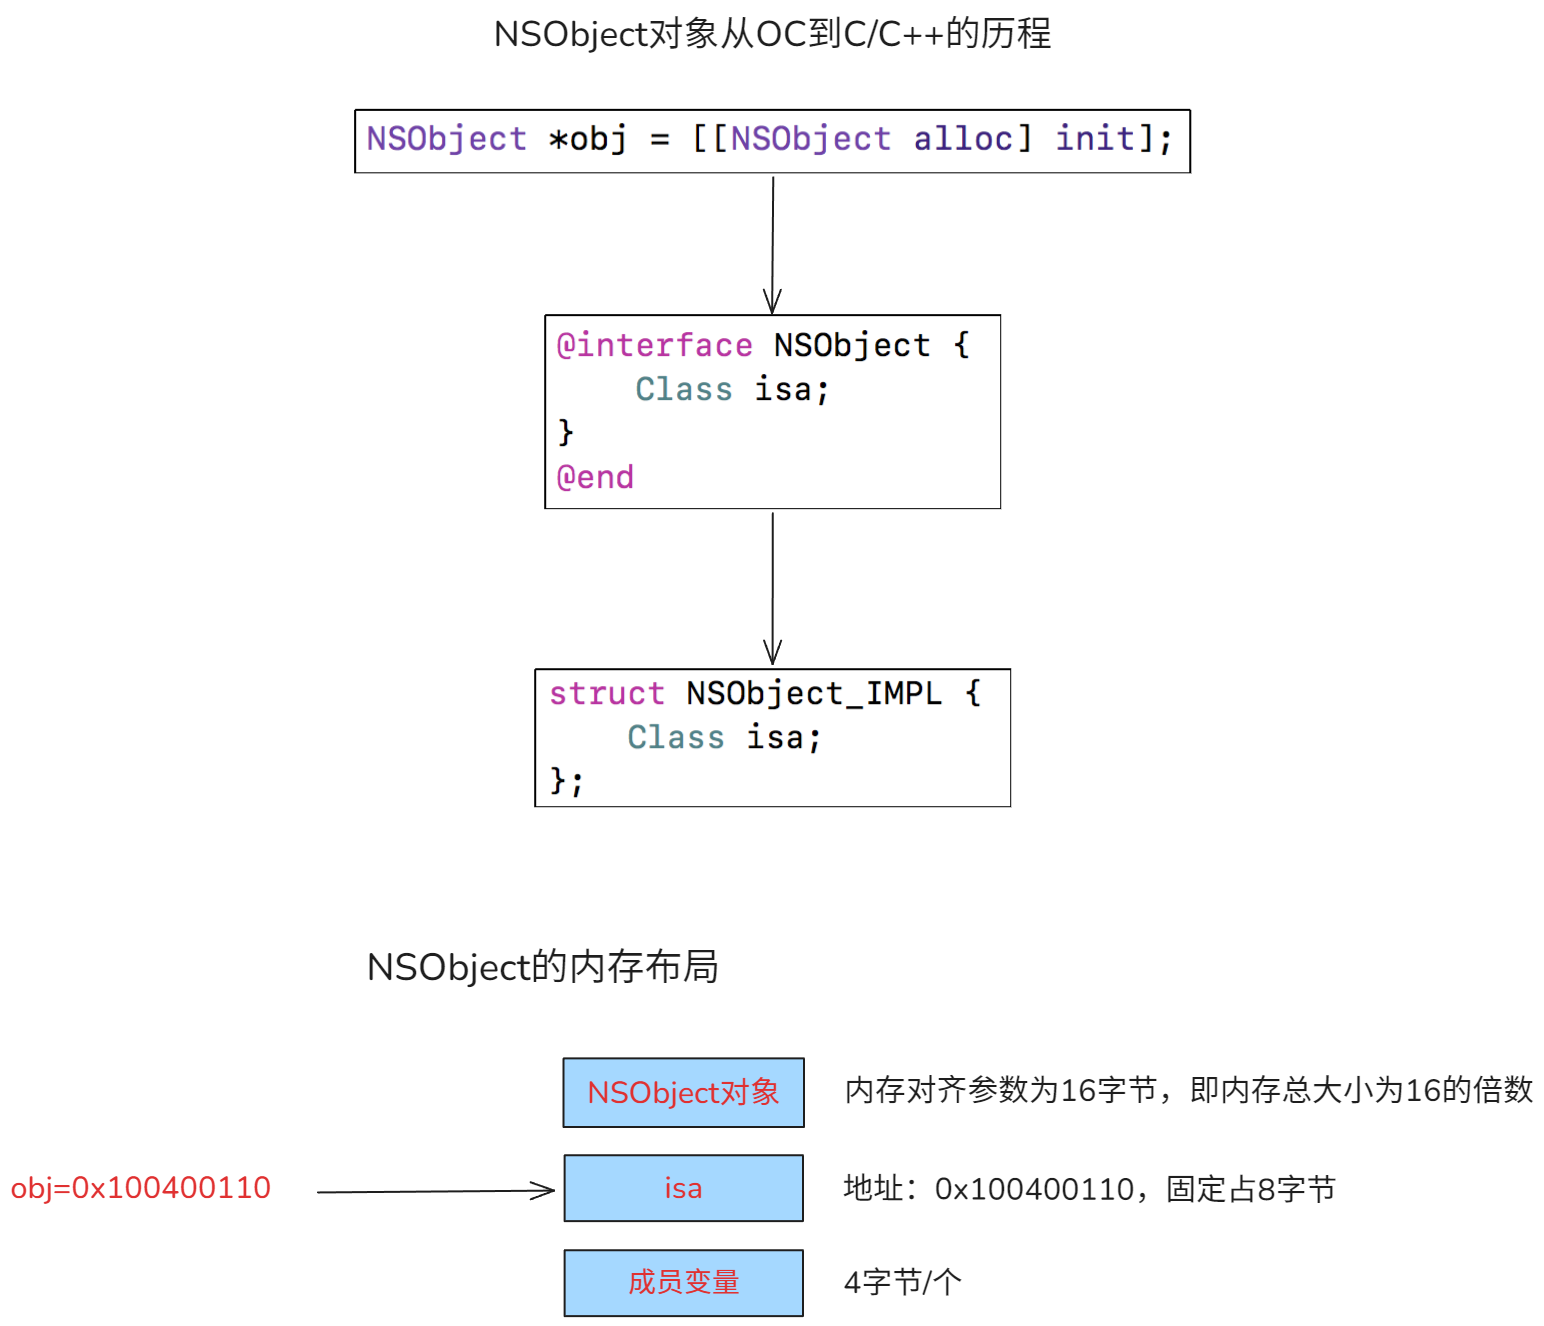 NSObject对象从OC到C/C++的历程
NSObject *obj = [[NSObject alloc] init];
@interface NSObject {
    Class isa;
}
@end
struct NSObject_IMPL {
    Class isa;
};
NSObject的内存布局
NSObject对象
内存对齐参数为16字节，即内存总大小为16的倍数
obj=0x100400110
isa
地址：0x100400110，固定占8字节
成员变量
4字节/个